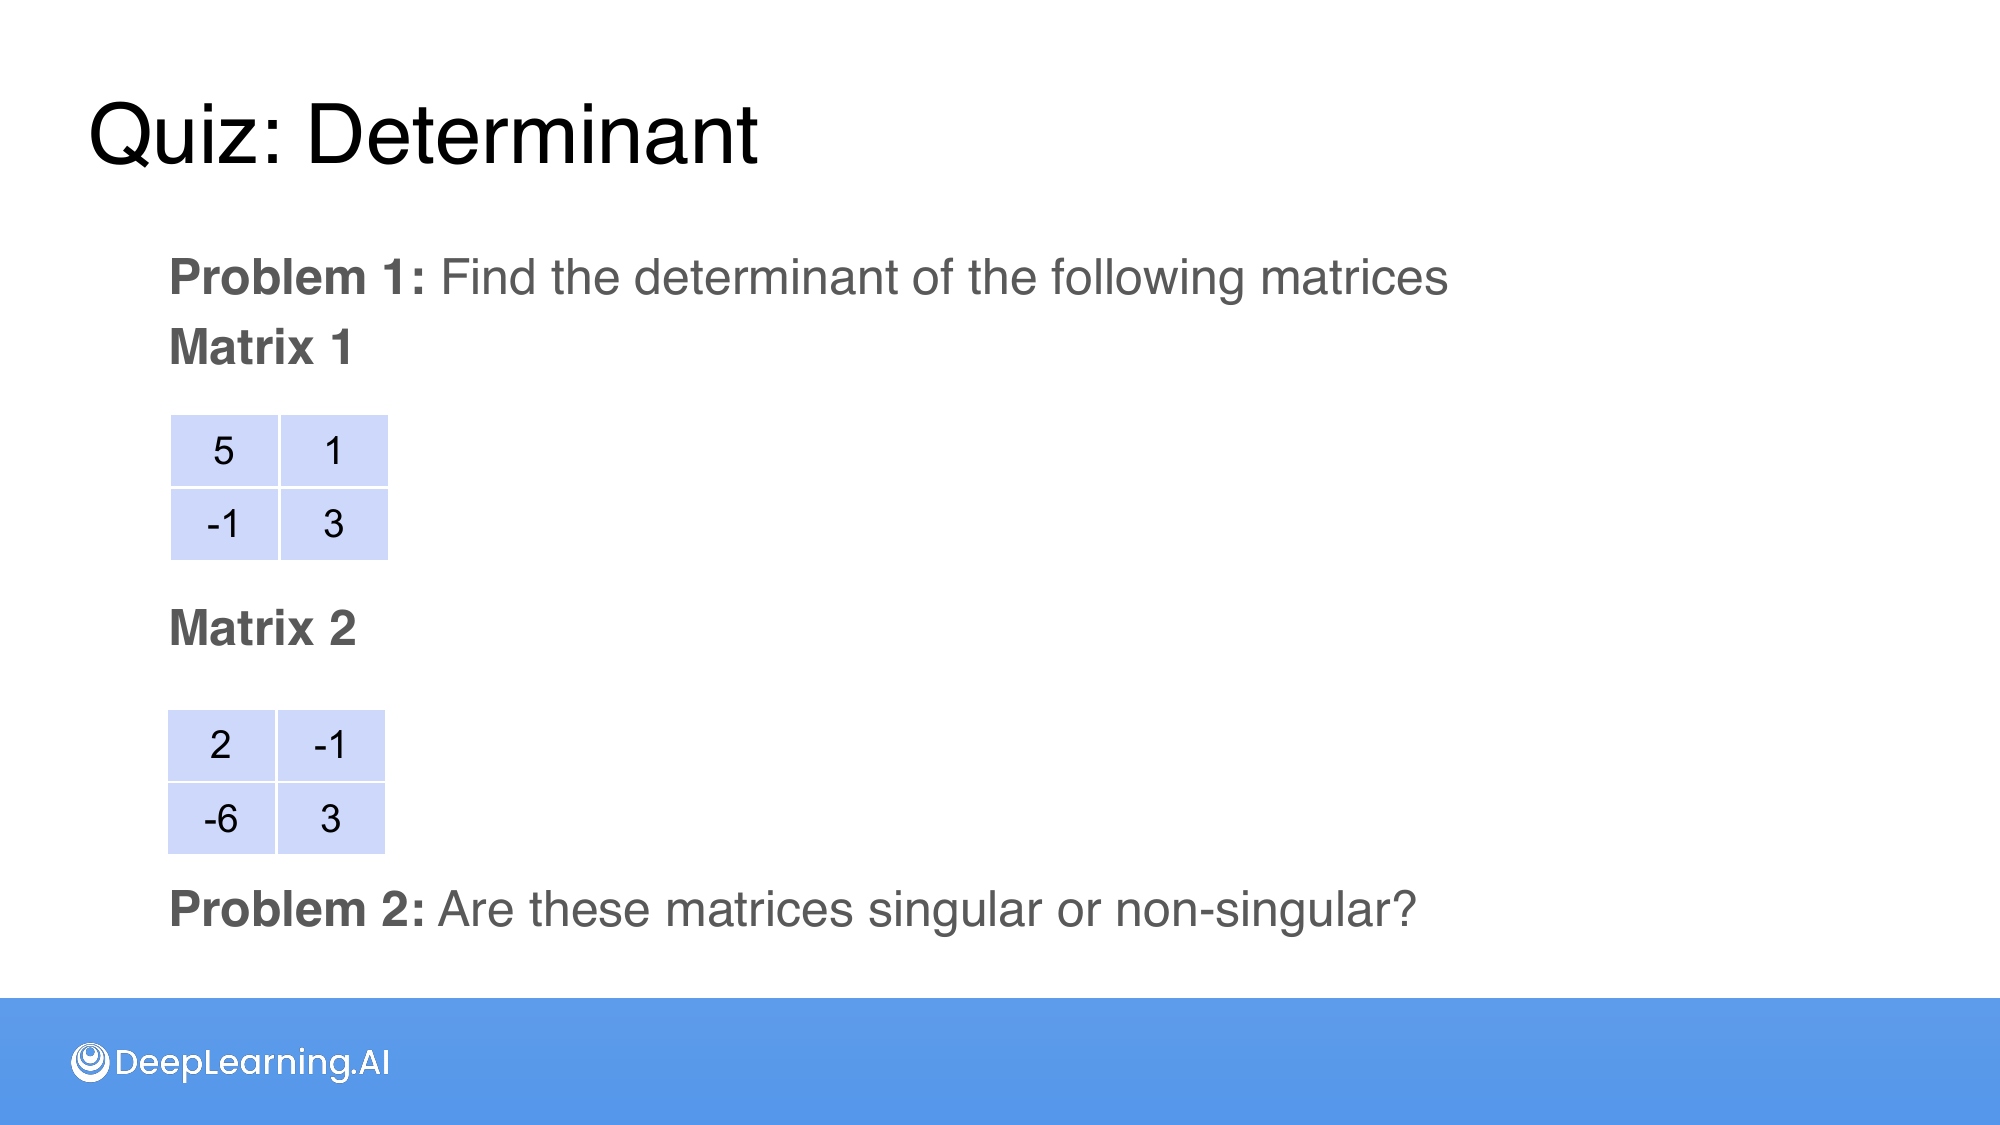 Quiz: Determinant
Problem 1: Find the determinant of the following matrices
Matrix 1
5 1
-1 3
Matrix 2
2 -1
-6 3
Problem 2: Are these matrices singular or non-singular?
DeepLearning.AI